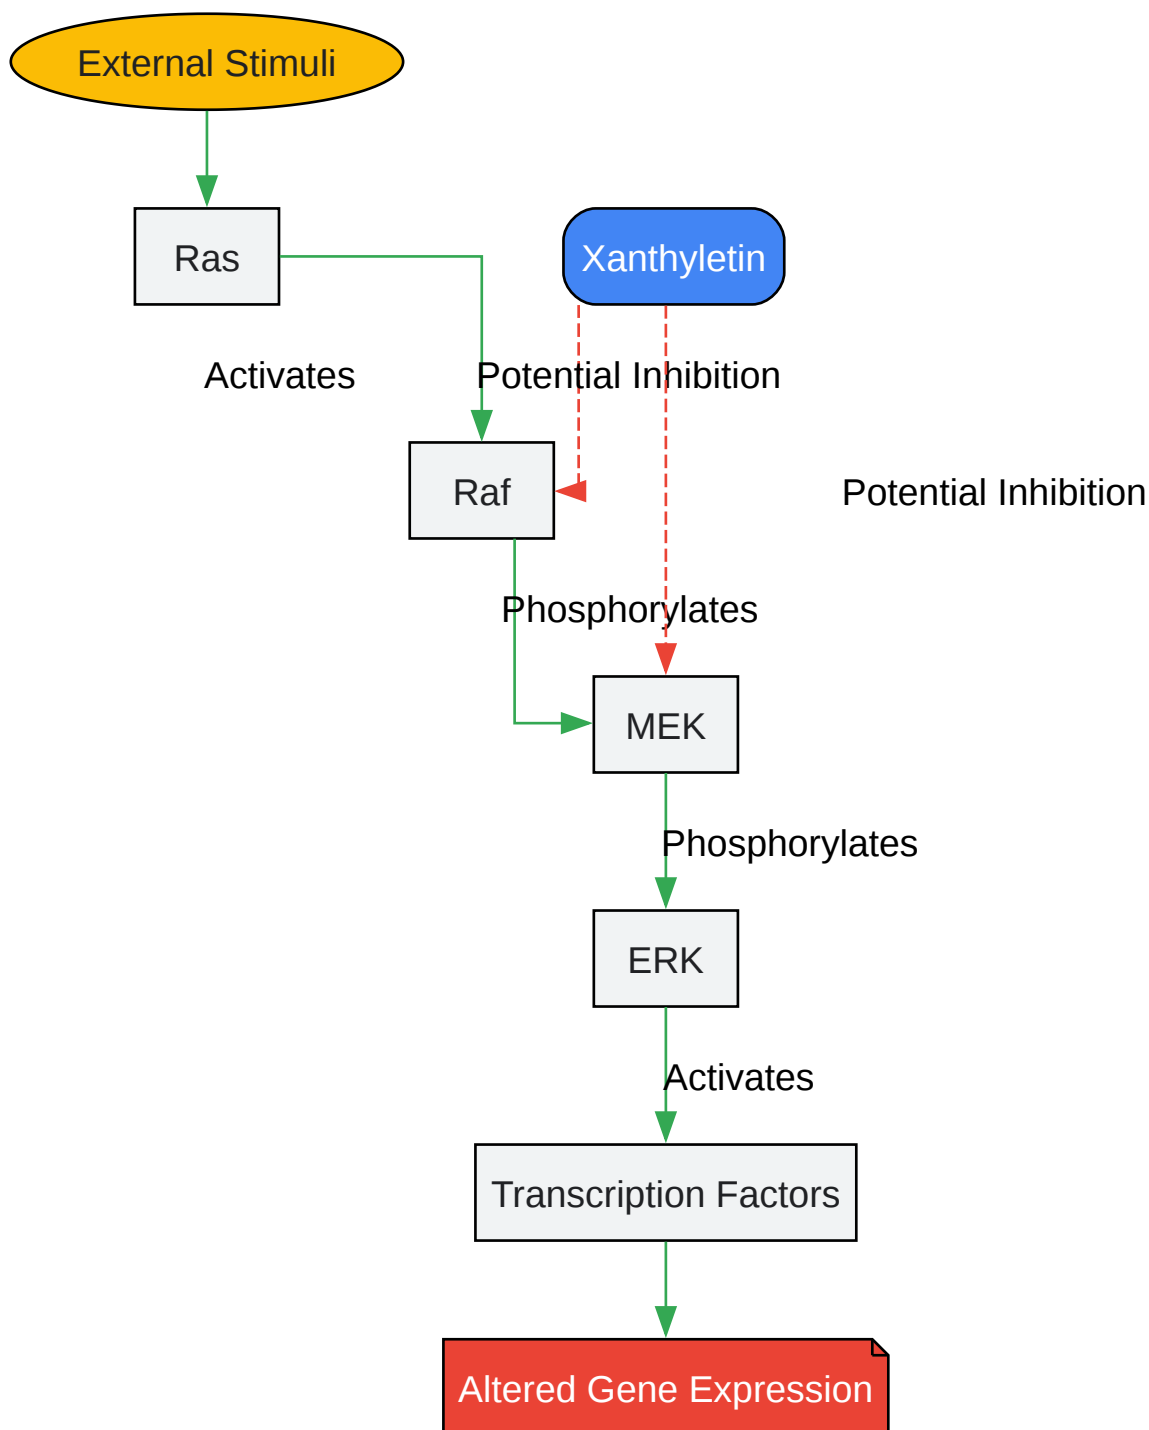 External Stimuli
Ras
Xanthyletin
Activates
Potential Inhibition
Raf
Potential Inhibition
Phosphorylates
MEK
Phosphorylates
ERK
Activates
Transcription Factors
Altered Gene Expression